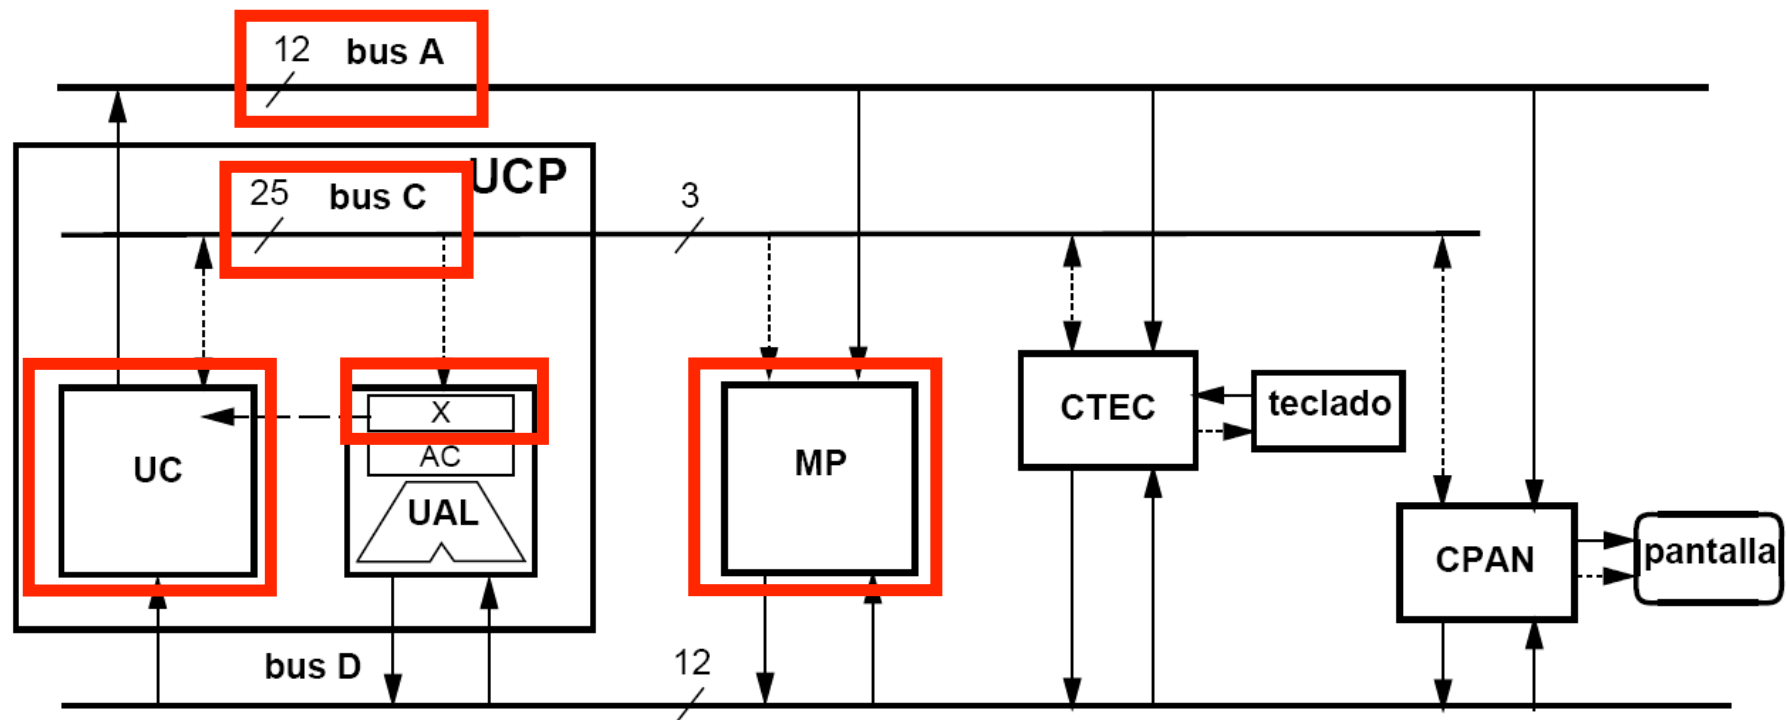 12 bus A
UCP
25 bus C
3
X
AC
UAL
UC
MP
CTEC
teclado
CPAN
pantalla
bus D
12